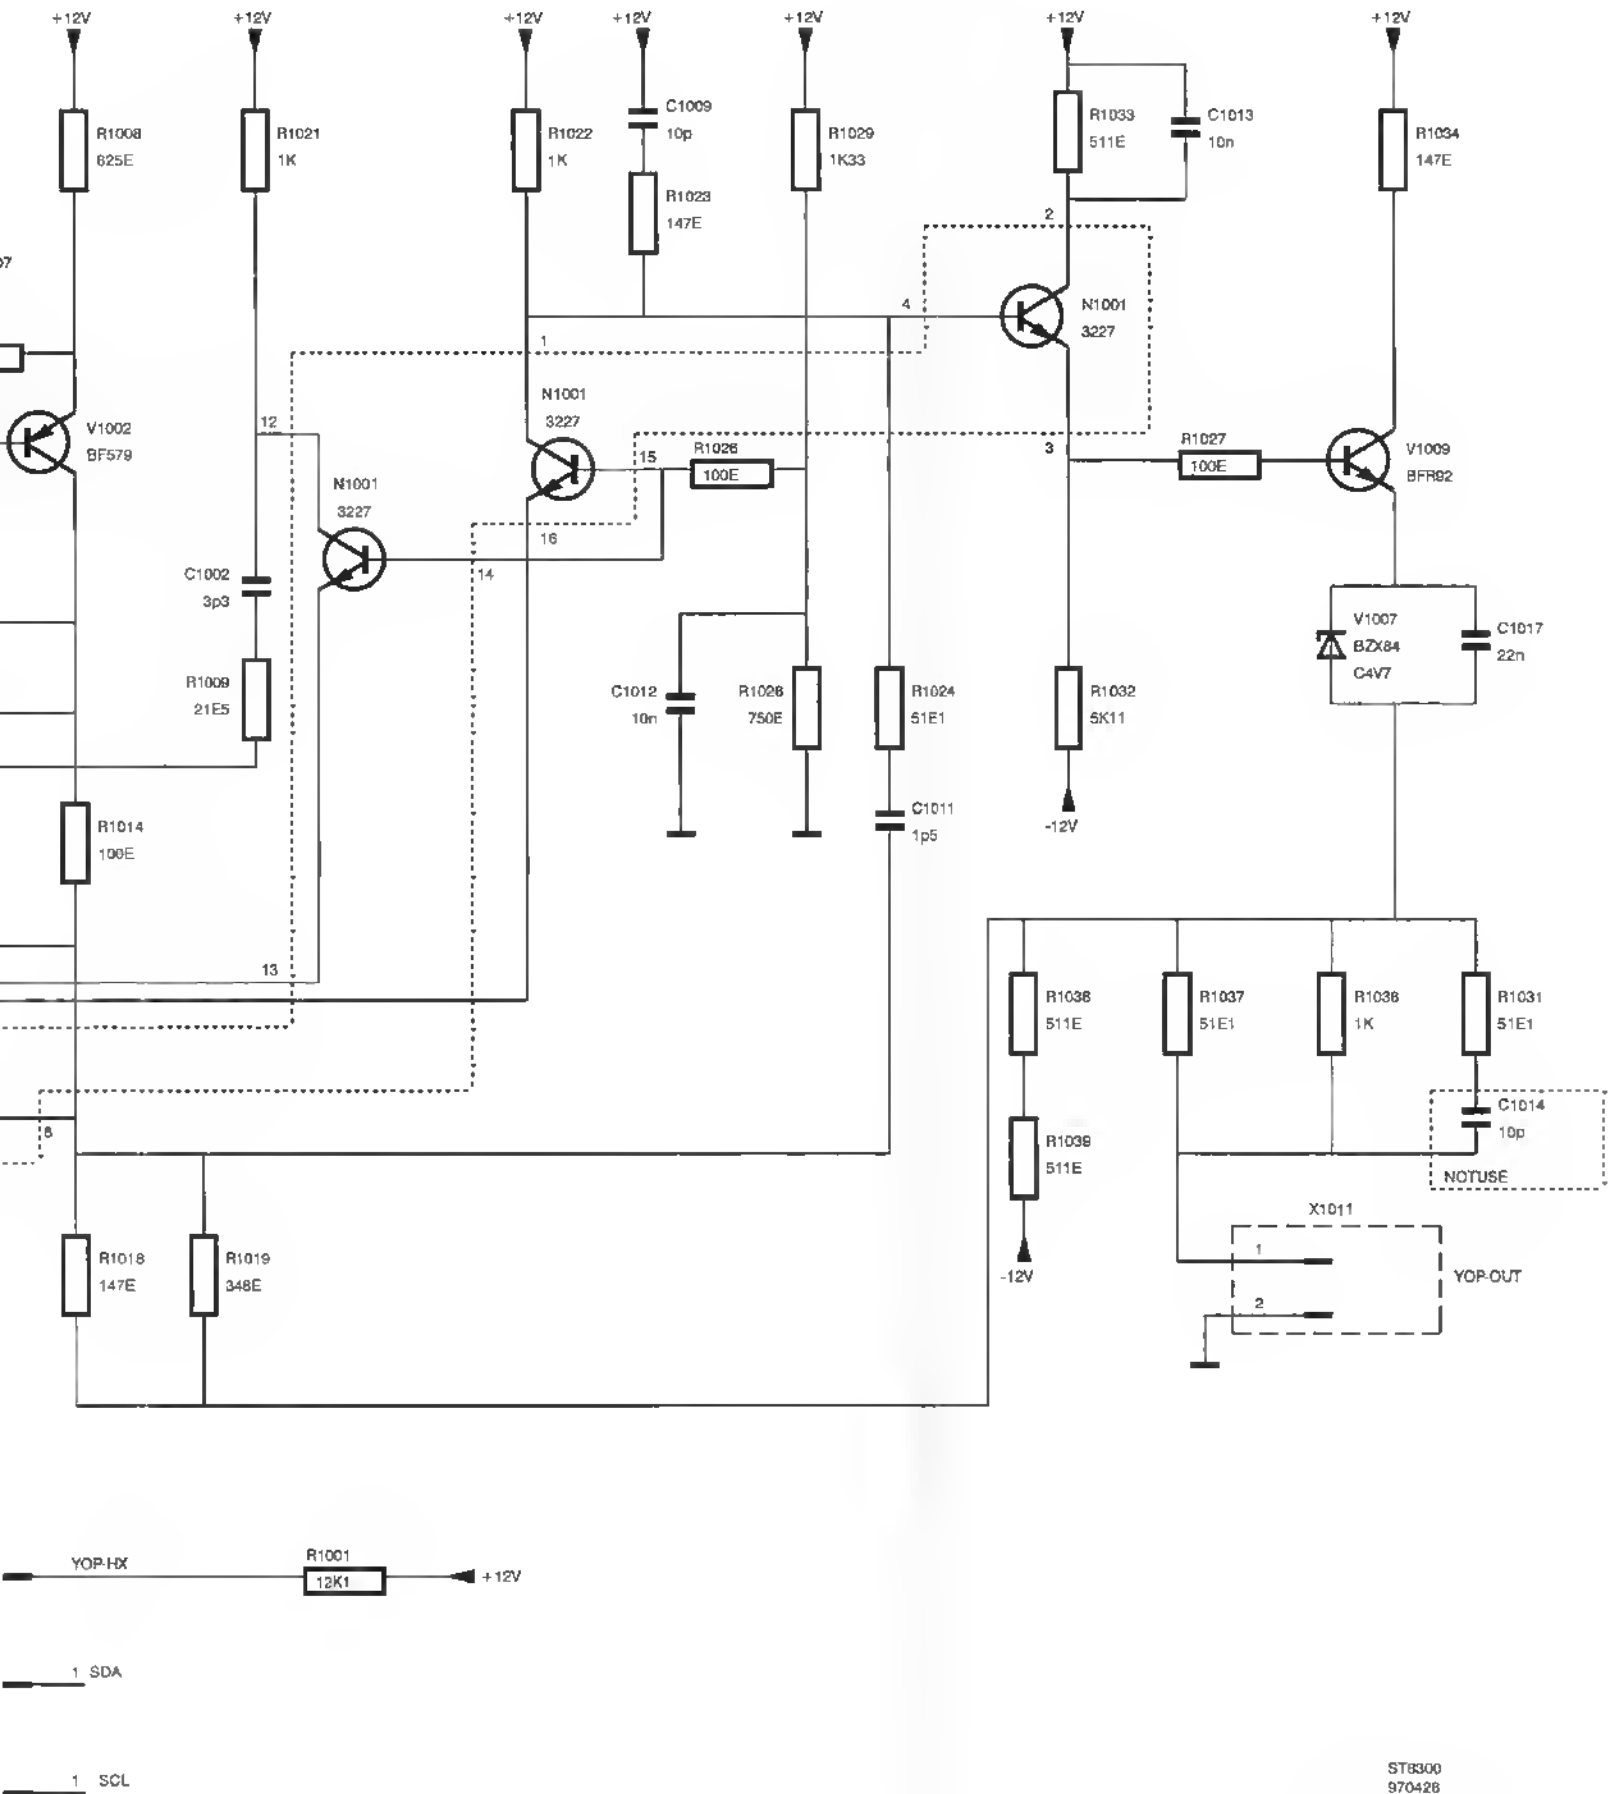 +12V +12V +12V +12V +12V +12V +12V
R1008
625E
R1021
1K
R1022
1K
C1009
10p
R1023
147E
R1029
1K33
R1033
511E
C1013
10n
R1034
147E
07
2
4
N1001
3227
1
V1002
BF579
12
N1001
3227
N1001
3227
15
R1026
100E
3
R1027
100E
V1009
BFR92
16
14
C1002
3p3
R1009
21E5
C1012
10n
R1028
750E
R1024
51E1
R1032
5K11
V1007
BZX84
C4V7
C1017
22n
R1014
100E
C1011
1p5
-12V
13
R1038
511E
R1037
51E1
R1036
1K
R1031
51E1
8
R1039
511E
C1014
10p
NOTUSE
X1011
R1018
147E
R1019
348E
-12V
1
2
YOP-OUT
YOP-HX
R1001
12K1
+12V
1 SDA
1 SCL
ST8300
970428